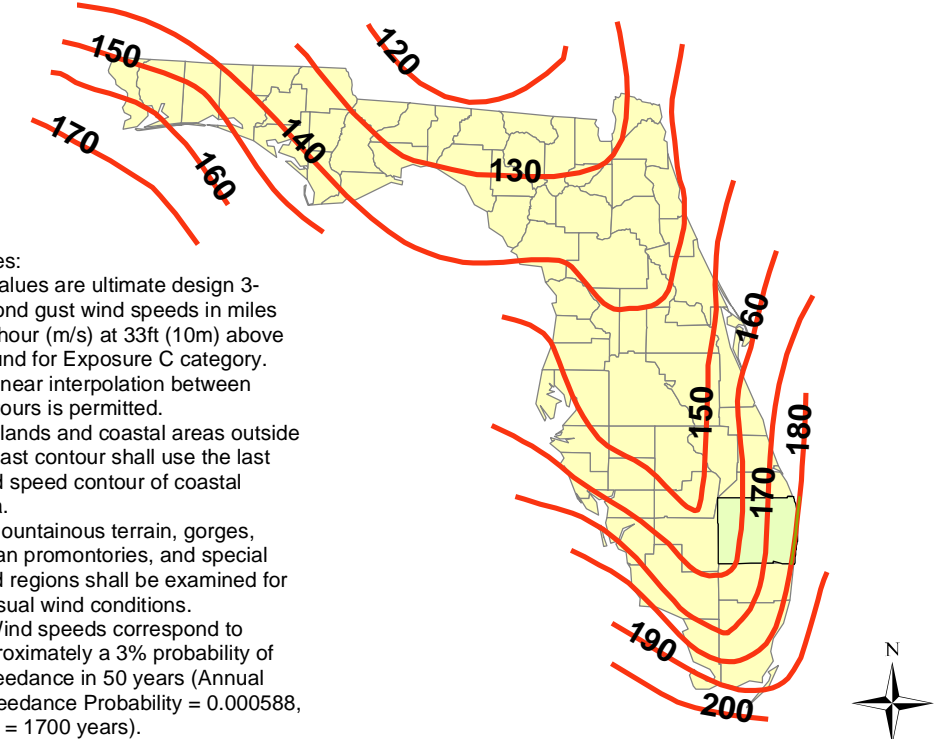 120
150
140
170
160
130
es:
alues are ultimate design 3-
ond gust wind speeds in miles
hour (m/s) at 33ft (10m) above
und for Exposure C category.
near interpolation between
ours is permitted.
lands and coastal areas outside
ast contour shall use the last
d speed contour of coastal
a.
ountainous terrain, gorges,
an promontories, and special
d regions shall be examined for
sual wind conditions.
Wind speeds correspond to
roximately a 3% probability of
eedance in 50 years (Annual
eedance Probability = 0.000588,
= 1700 years).
160
150
180
170
190
200
N